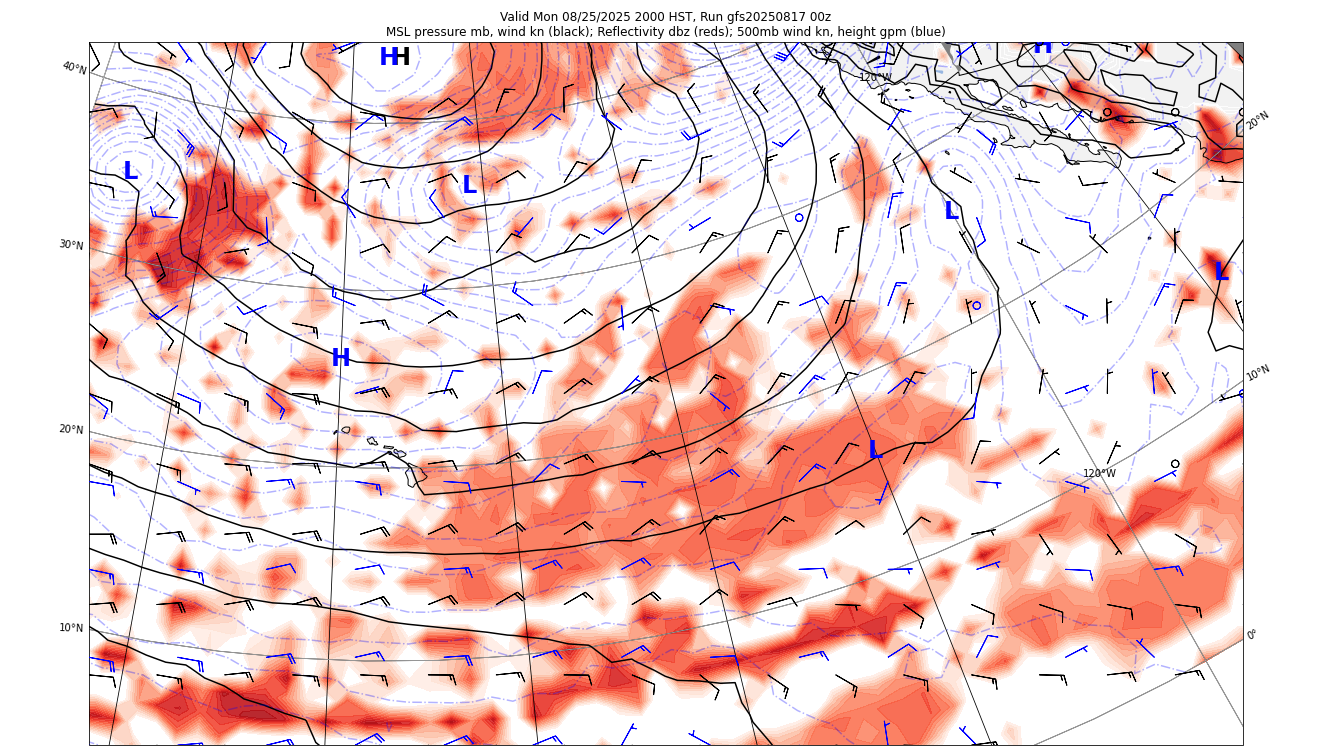 Valid Mon 08/25/2025 2000 HST, Run gfs20250817 00z
MSL pressure mb, wind kn (black); Reflectivity dbz (reds); 500mb wind kn, height gpm (blue)
H H H
40°N
120°W
20°N
L
L
L
30°N
L
H
10°N
20°N
L
120°W
10°N
0°